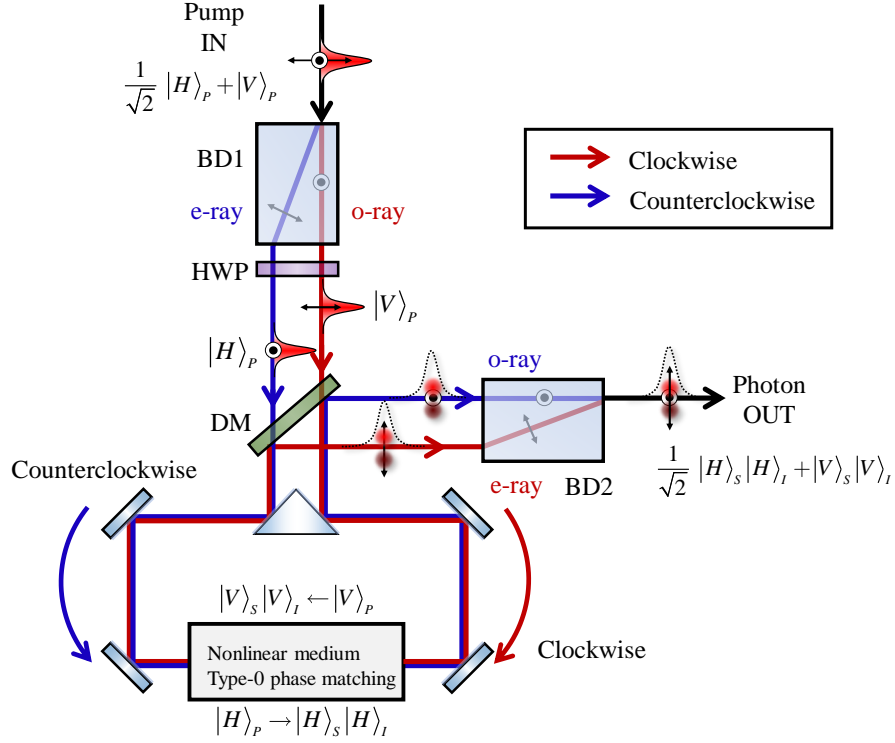 Pump
IN
1/√2 |H⟩_P + |V⟩_P
BD1
e-ray
o-ray
HWP
|V⟩_P
|H⟩_P
DM
Clockwise
Counterclockwise
o-ray
e-ray
BD2
Photon
OUT
1/√2 |H⟩_S |H⟩_I + |V⟩_S |V⟩_I
Counterclockwise
Clockwise
|V⟩_S |V⟩_I ← |V⟩_P
Nonlinear medium
Type-0 phase matching
|H⟩_P → |H⟩_S |H⟩_I